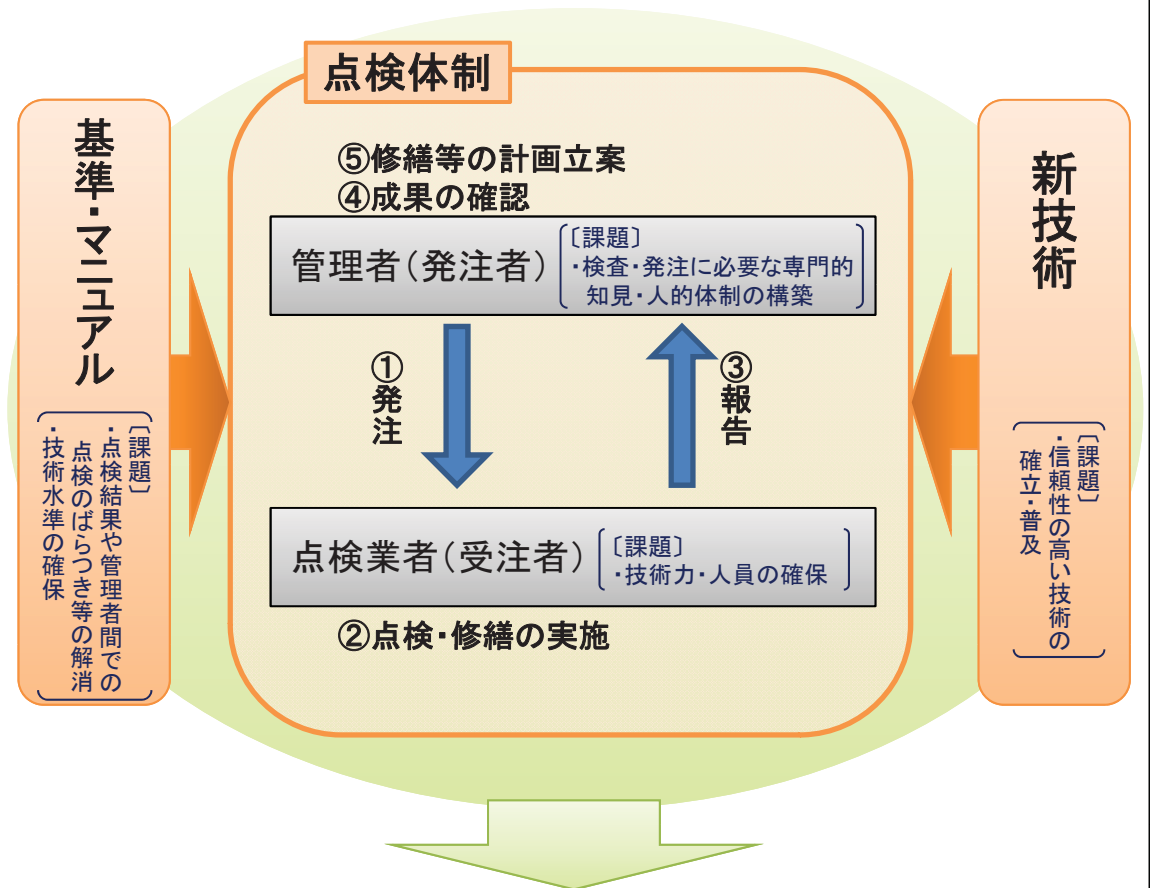 点検体制
⑤修繕等の計画立案
④成果の確認
管理者(発注者)
〔課題〕
・検査・発注に必要な専門的
知見・人的体制の構築
①発注
③報告
点検業者(受注者)
〔課題〕
・技術力・人員の確保
②点検・修繕の実施
基準・マニュアル
〔課題〕
・点検結果や管理者間での
点検のばらつき等の解消
・技術水準の確保
新技術
〔課題〕
・信頼性の高い技術の
確立・普及